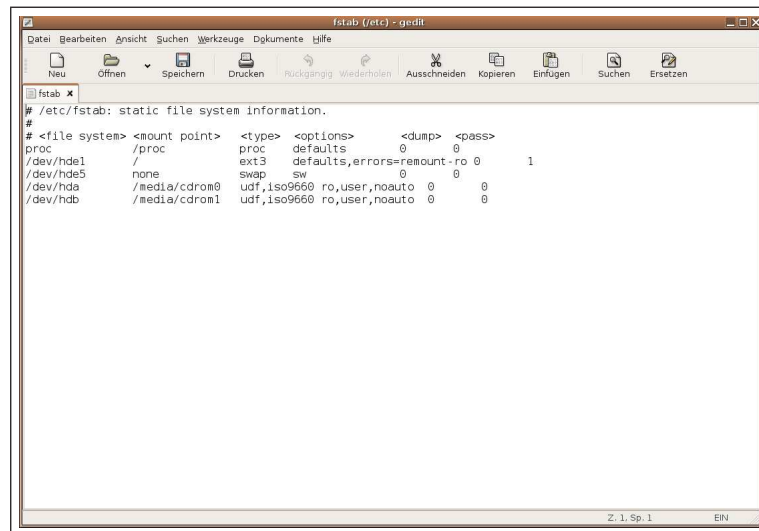 fstab (/etc) - gedit
Datei Bearbeiten Ansicht Suchen Werkzeuge Dokumente Hilfe
Neu Öffnen Speichern Drucken Rückgängig Wiederholen Ausschneiden Kopieren Einfügen Suchen Ersetzen
fstab
# /etc/fstab: static file system information.
#
# <file system> <mount point> <type> <options> <dump> <pass>
proc /proc proc defaults 0 0
/dev/hde1 / ext3 defaults,errors=remount-ro 0 1
/dev/hde5 none swap sw 0 0
/dev/hda /media/cdrom0 udf,iso9660 ro,user,noauto 0 0
/dev/hdb /media/cdrom1 udf,iso9660 ro,user,noauto 0 0
Z. 1, Sp. 1 EIN